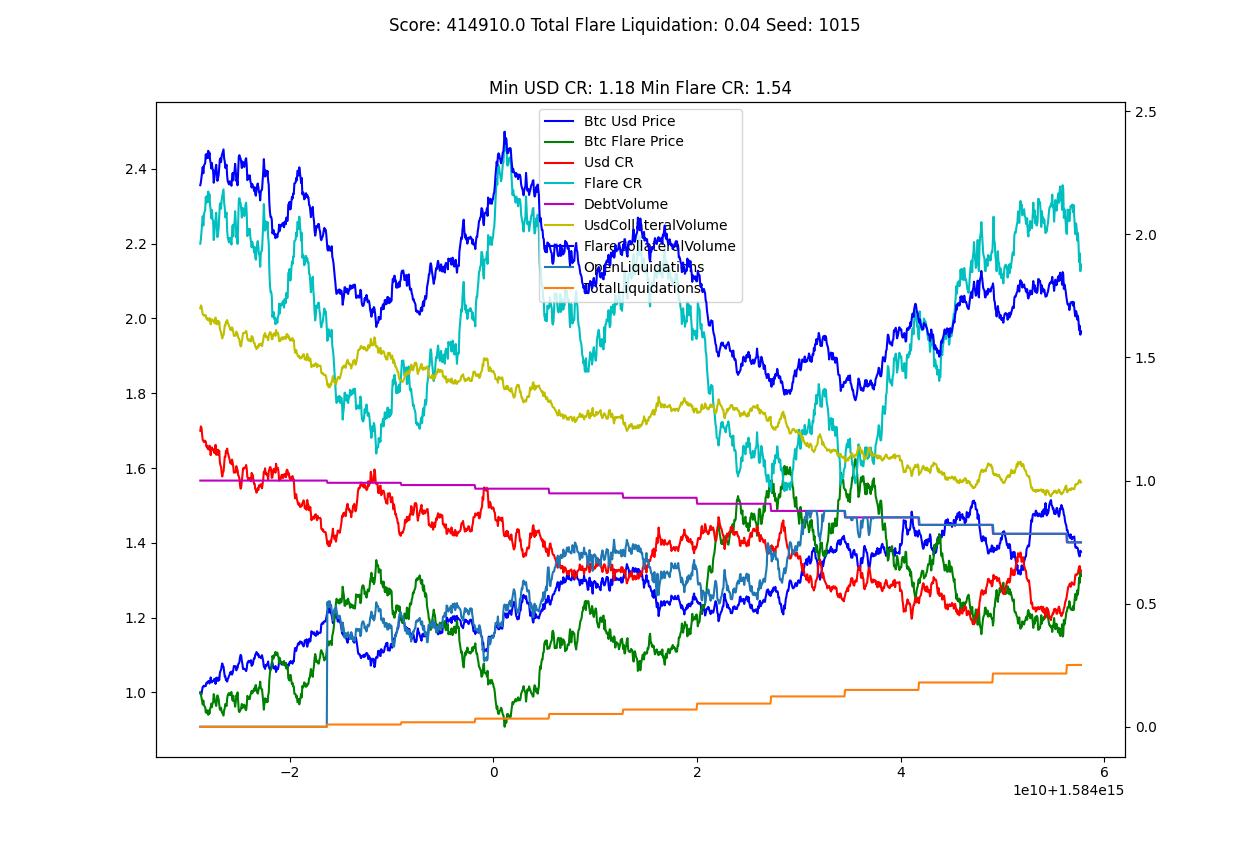 Score: 414910.0 Total Flare Liquidation: 0.04 Seed: 1015
Min USD CR: 1.18 Min Flare CR: 1.54
Btc Usd Price
Btc Flare Price
Usd CR
Flare CR
DebtVolume
UsdCollateralVolume
FlareCollateralVolume
OpenLiquidations
TotalLiquidations
2.4
2.2
2.0
1.8
1.6
1.4
1.2
1.0
2.5
2.0
1.5
1.0
0.5
0.0
−2 0 2 4 6
1e10+1.584e15